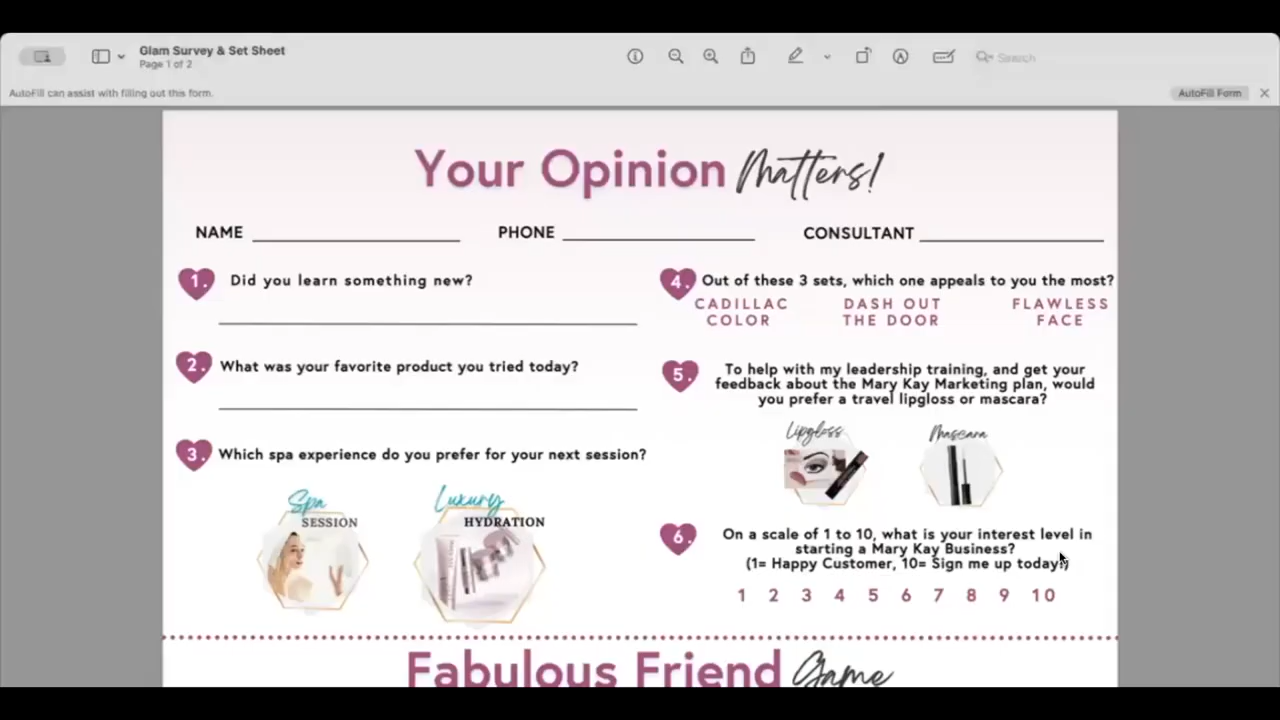 Glam Survey & Set Sheet
Page 1 of 2
Search
AutoFill can assist with filling out this form.
AutoFill Form
Your Opinion Matters!
NAME
PHONE
CONSULTANT
1. Did you learn something new?
2. What was your favorite product you tried today?
3. Which spa experience do you prefer for your next session?
Spa
SESSION
Luxury
HYDRATION
4. Out of these 3 sets, which one appeals to you the most?
CADILLAC
COLOR
DASH OUT
THE DOOR
FLAWLESS
FACE
5. To help with my leadership training, and get your
feedback about the Mary Kay Marketing plan, would
you prefer a travel lipgloss or mascara?
Lipgloss
Mascara
6. On a scale of 1 to 10, what is your interest level in
starting a Mary Kay Business?
(1= Happy Customer, 10= Sign me up today!)
1 2 3 4 5 6 7 8 9 10
Fabulous Friend Game